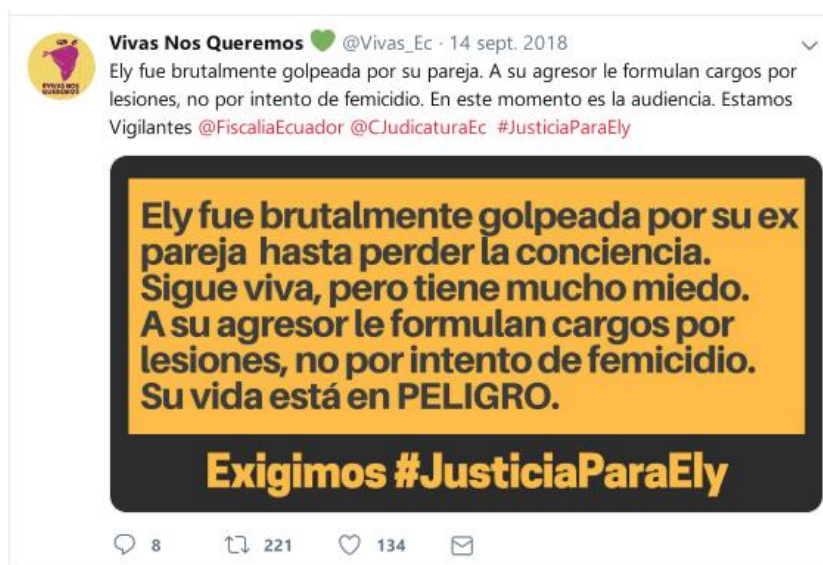 Vivas Nos Queremos 💚 @Vivas_Ec · 14 sept. 2018
Ely fue brutalmente golpeada por su pareja. A su agresor le formulan cargos por
lesiones, no por intento de femicidio. En este momento es la audiencia. Estamos
Vigilantes @FiscaliaEcuador @CJudicaturaEc #JusticiaParaEly
VIVAS NOS
QUEREMOS
Ely fue brutalmente golpeada por su ex
pareja hasta perder la conciencia.
Sigue viva, pero tiene mucho miedo.
A su agresor le formulan cargos por
lesiones, no por intento de femicidio.
Su vida está en PELIGRO.
Exigimos #JusticiaParaEly
8 221 134